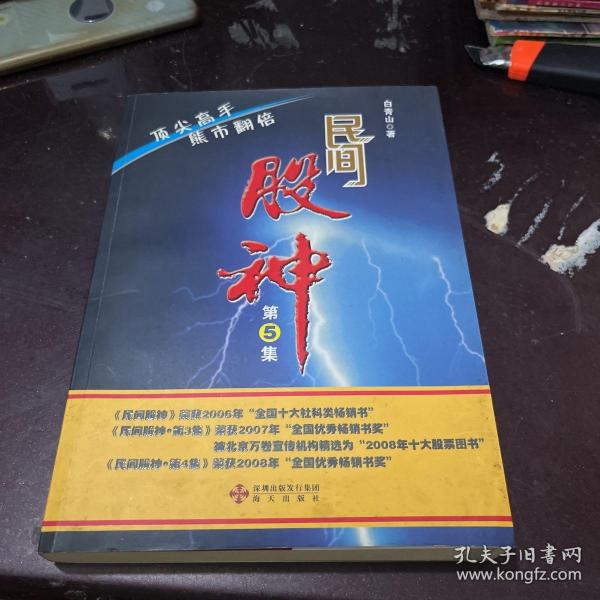 顶尖高手
熊市翻倍
白青山◎著
民间
股神
第5集
《民间股神》荣获2006年“全国十大社科类畅销书”
《民间股神·第3集》荣获2007年“全国优秀畅销书奖”
被北京万卷宣传机构精选为“2008年十大股票图书”
《民间股神·第4集》荣获2008年“全国优秀畅销书奖”
深圳出版发行集团
海天出版社
孔夫子旧书网
www.kongfz.com